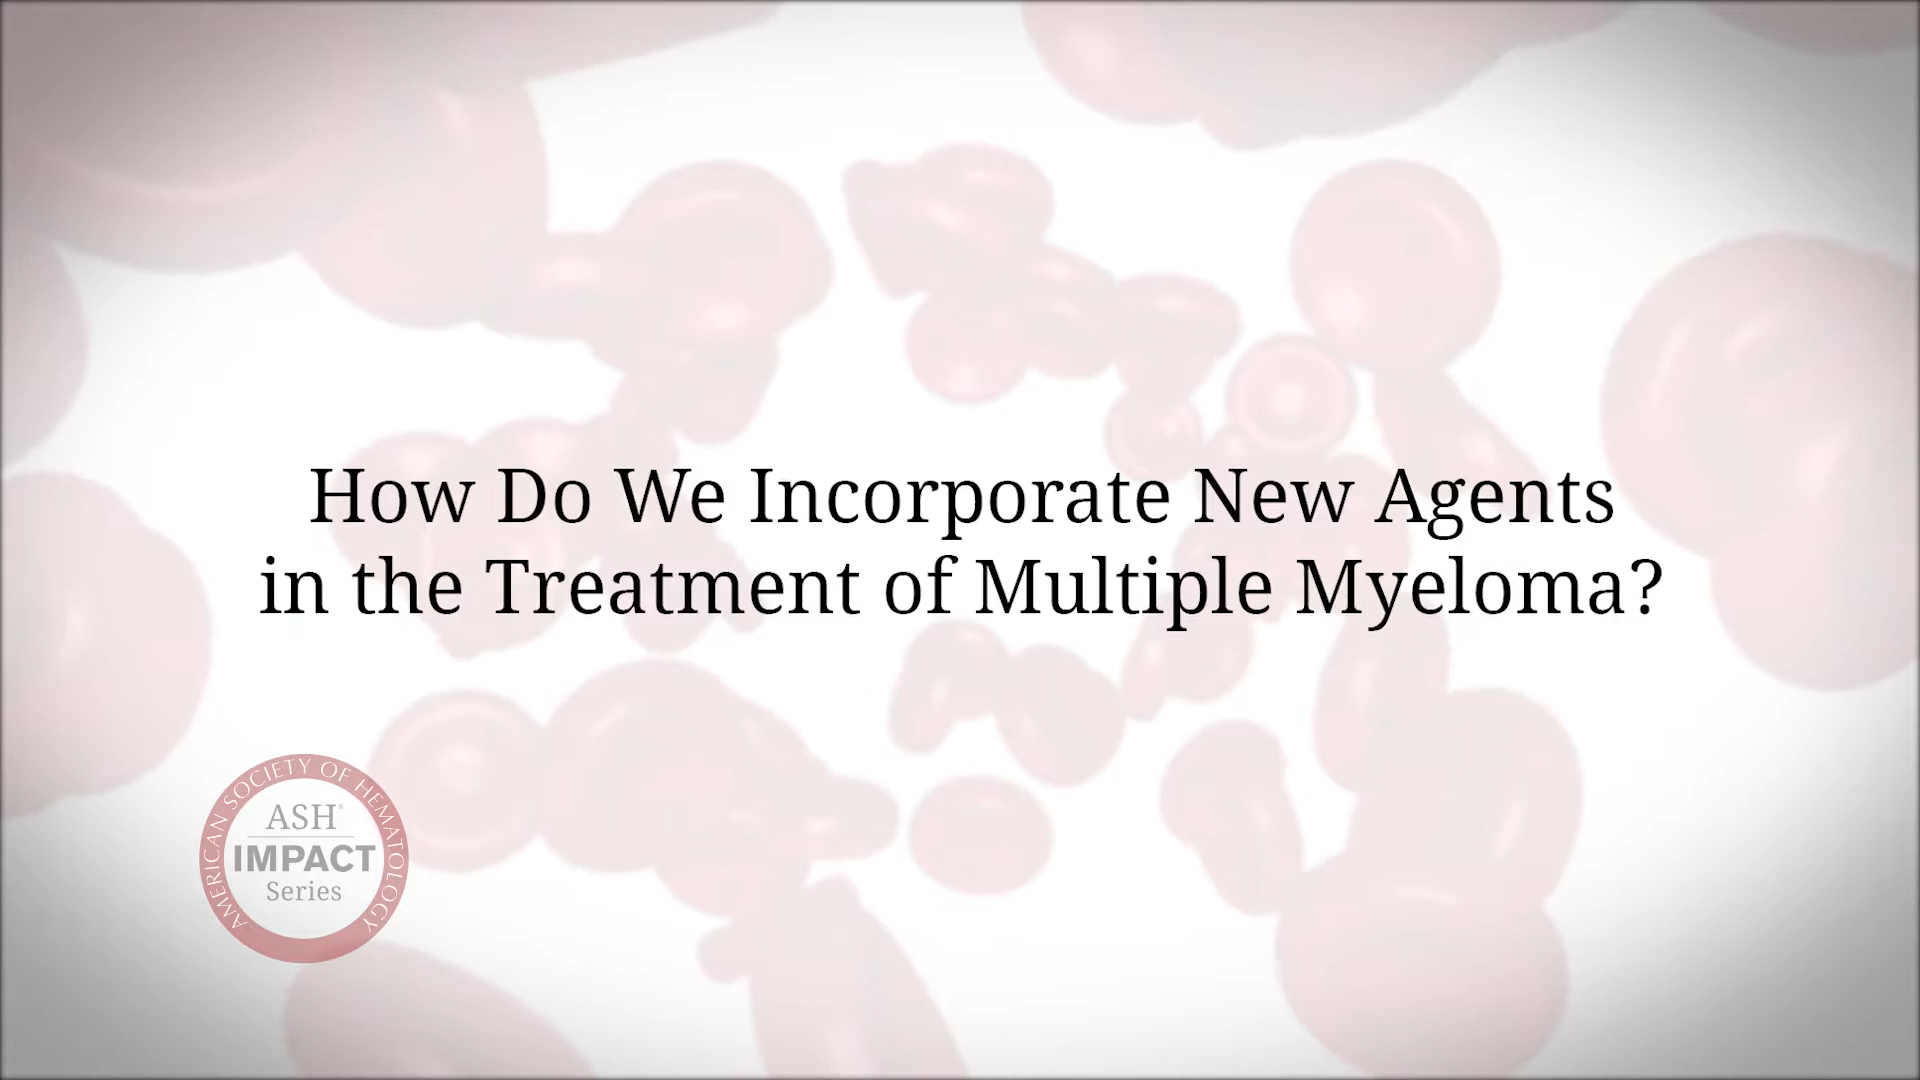 How Do We Incorporate New Agents
in the Treatment of Multiple Myeloma?
AMERICAN SOCIETY OF HEMATOLOGY
ASH®
IMPACT
Series